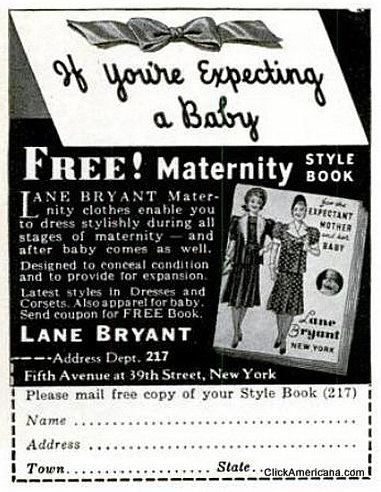 If You're Expecting
a Baby
FREE! Maternity STYLE BOOK
LANE BRYANT Mater-
nity clothes enable you
to dress stylishly during all
stages of maternity — and
after baby comes as well.
Designed to conceal condition
and to provide for expansion.
Latest styles in Dresses and
Corsets. Also apparel for baby.
Send coupon for FREE Book.
for the
EXPECTANT
MOTHER
and her
BABY
Lane
Bryant
NEW YORK
LANE BRYANT
Address Dept. 217
Fifth Avenue at 39th Street, New York
Please mail free copy of your Style Book (217)
Name
Address
Town State
ClickAmericana.com